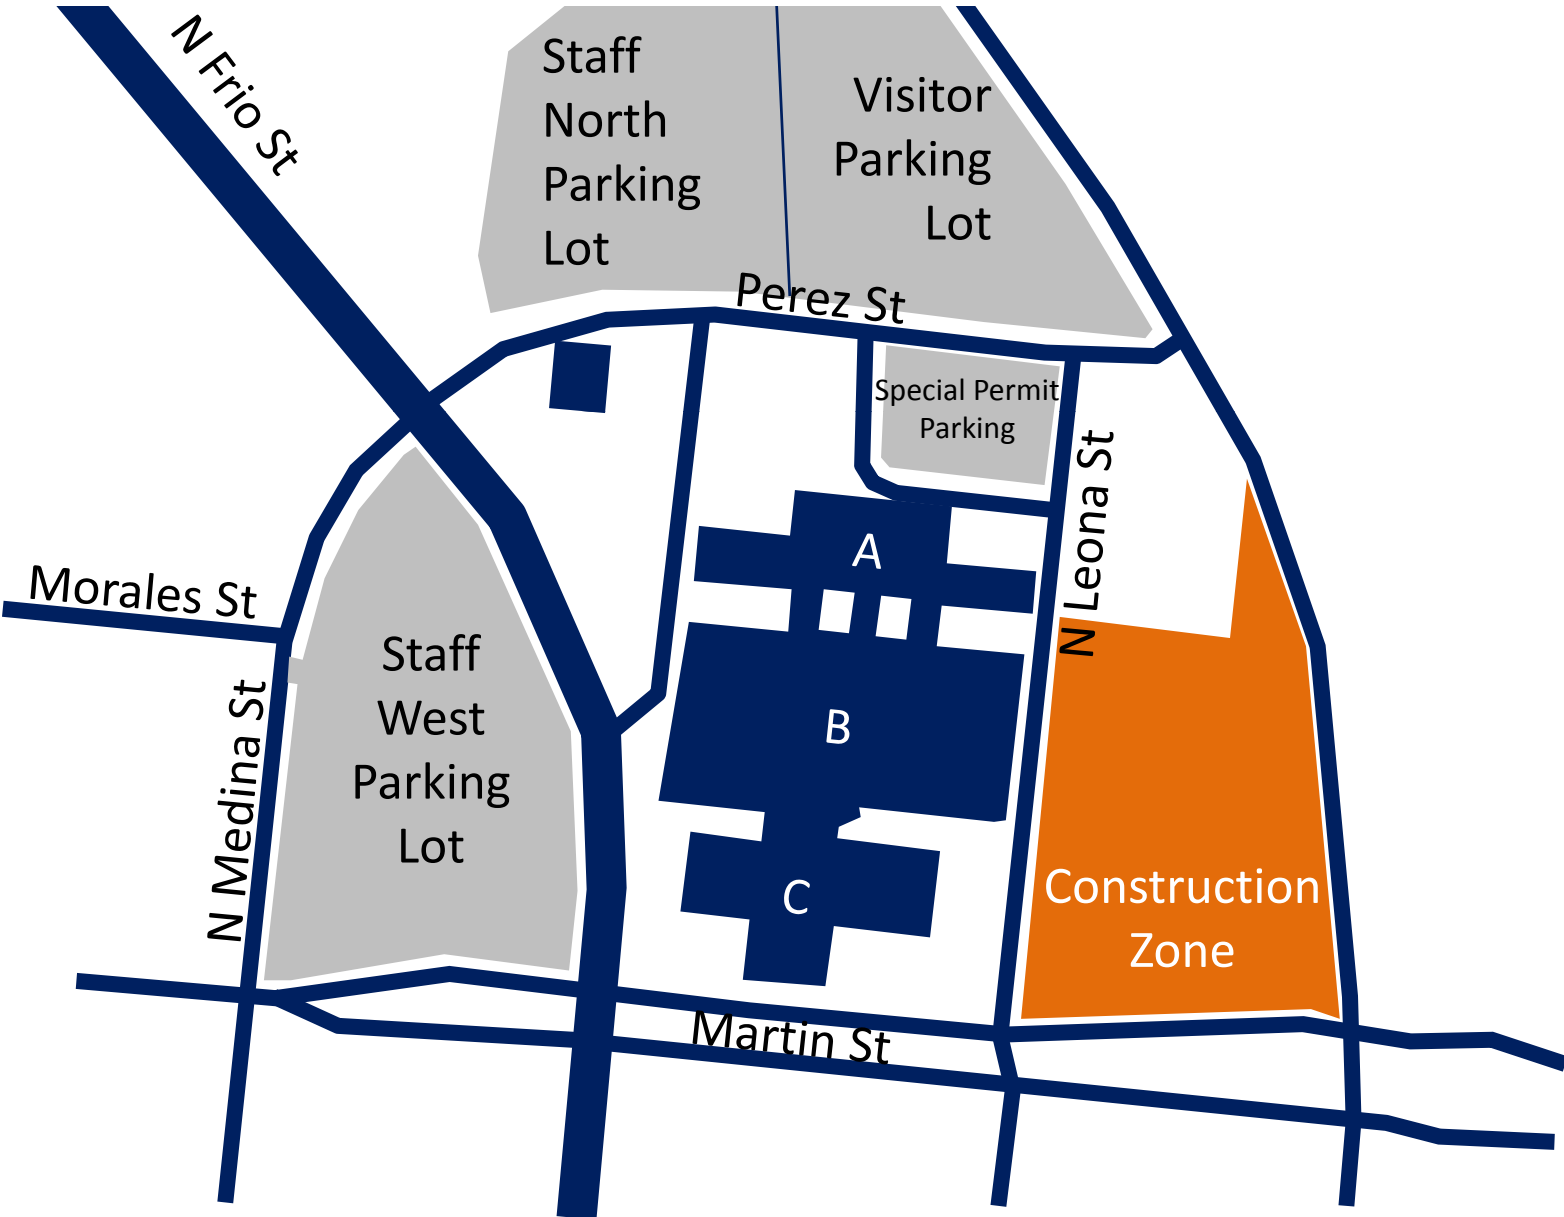 N Frio St
Staff
North
Parking
Lot
Visitor
Parking
Lot
Perez St
Special Permit
Parking
N Leona St
A
Morales St
Staff
West
Parking
Lot
N Medina St
B
C
Construction
Zone
Martin St